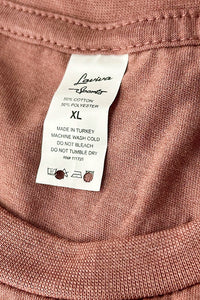 Laviva
Sports
50% COTTON
50% POLYESTER
XL
MADE IN TURKEY
MACHINE WASH COLD
DO NOT BLEACH
DO NOT TUMBLE DRY